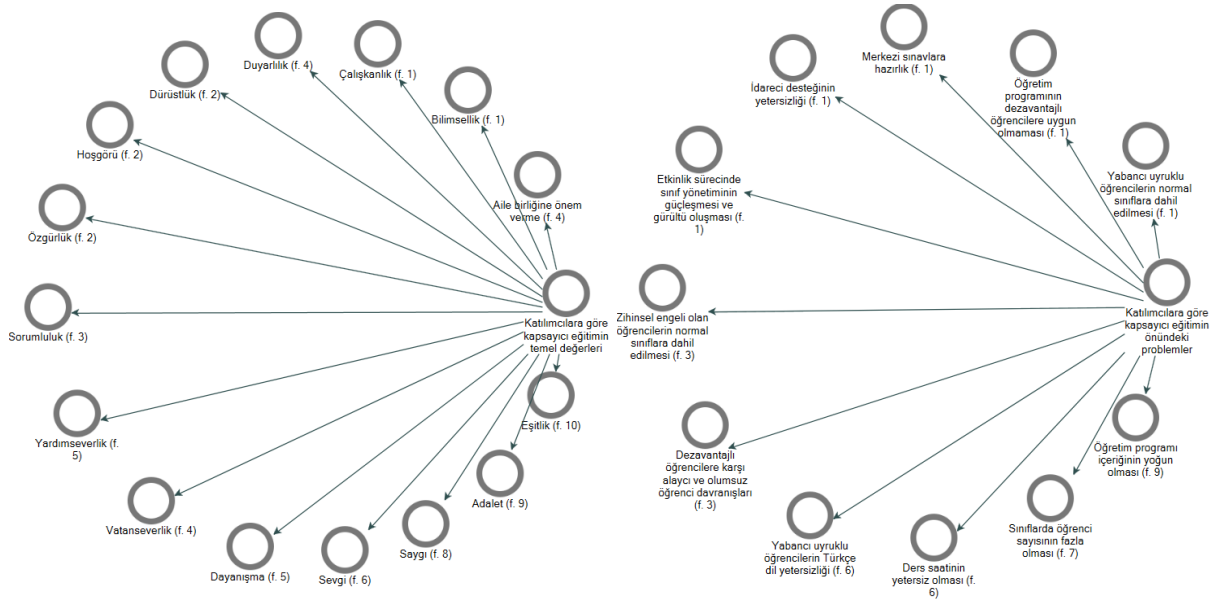 Duyarlılık (f. 4)
Çalışkanlık (f. 1)
Dürüstlük (f. 2)
Bilimsellik (f. 1)
Hoşgörü (f. 2)
Aile birliğine önem
verme (f. 4)
Özgürlük (f. 2)
Sorumluluk (f. 3)
Katılımcılara göre
kapsayıcı eğitimin
temel değerleri
Yardımseverlik (f.
5)
Eşitlik (f. 10)
Vatanseverlik (f. 4)
Adalet (f. 9)
Dayanışma (f. 5)
Sevgi (f. 6)
Saygı (f. 8)
Merkezi sınavlara
hazırlık (f. 1)
İdareci desteğinin
yetersizliği (f. 1)
Öğretim
programının
dezavantajlı
öğrencilere uygun
olmaması (f. 1)
Etkinlik sürecinde
sınıf yönetiminin
güçleşmesi ve
gürültü oluşması (f.
1)
Yabancı uyruklu
öğrencilerin normal
sınıflara dahil
edilmesi (f. 1)
Zihinsel engeli olan
öğrencilerin normal
sınıflara dahil
edilmesi (f. 3)
Katılımcılara göre
kapsayıcı eğitimin
önündeki
problemler
Dezavantajlı
öğrencilere karşı
alaycı ve olumsuz
öğrenci davranışları
(f. 3)
Öğretim programı
içeriğinin yoğun
olması (f. 9)
Yabancı uyruklu
öğrencilerin Türkçe
dil yetersizliği (f. 6)
Ders saatinin
yetersiz olması (f.
6)
Sınıflarda öğrenci
sayısının fazla
olması (f. 7)